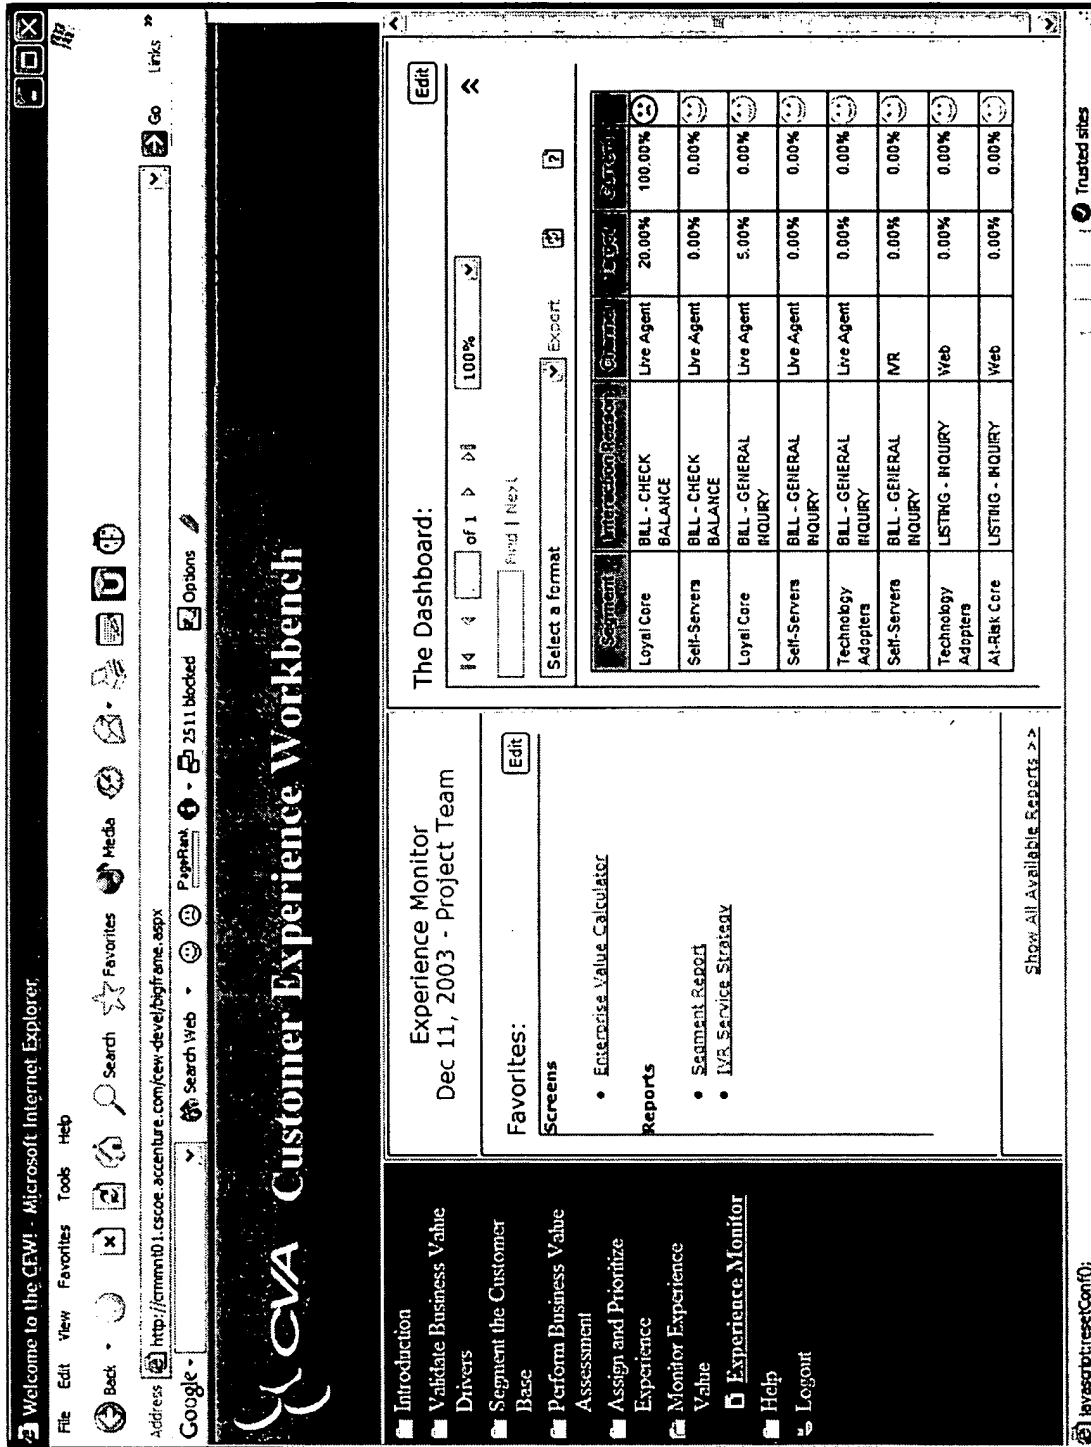 Welcome to the CEW! - Microsoft Internet Explorer
File Edit View Favorites Tools Help
Back Search Favorites Media
Address http://crmmnt01.cscoe.accenture.com/cew-devel/bigframe.aspx Go Links »
Google Search Web PageRank 2511 blocked Options
CVA Customer Experience Workbench
Introduction
Validate Business Value
Drivers
Segment the Customer
Base
Perform Business Value
Assessment
Assign and Prioritize
Experience
Monitor Experience
Value
Experience Monitor
Help
Logout
Experience Monitor
Dec 11, 2003 - Project Team
Favorites: Edit
Screens
• Enterprise Value Calculator
Reports
• Segment Report
• IVR Service Strategy
Show All Available Reports >>
The Dashboard: Edit
of 1 100%
Find | Next
Select a format Export
Segment Interaction Reason Channel Target Current
Loyal Core BILL - CHECK BALANCE Live Agent 20.00% 100.00%
Self-Servers BILL - CHECK BALANCE Live Agent 0.00% 0.00%
Loyal Core BILL - GENERAL INQUIRY Live Agent 5.00% 0.00%
Self-Servers BILL - GENERAL INQUIRY Live Agent 0.00% 0.00%
Technology Adopters BILL - GENERAL INQUIRY Live Agent 0.00% 0.00%
Self-Servers BILL - GENERAL INQUIRY IVR 0.00% 0.00%
Technology Adopters LISTING - INQUIRY Web 0.00% 0.00%
At-Risk Core LISTING - INQUIRY Web 0.00% 0.00%
javascript:resetConf(); Trusted sites